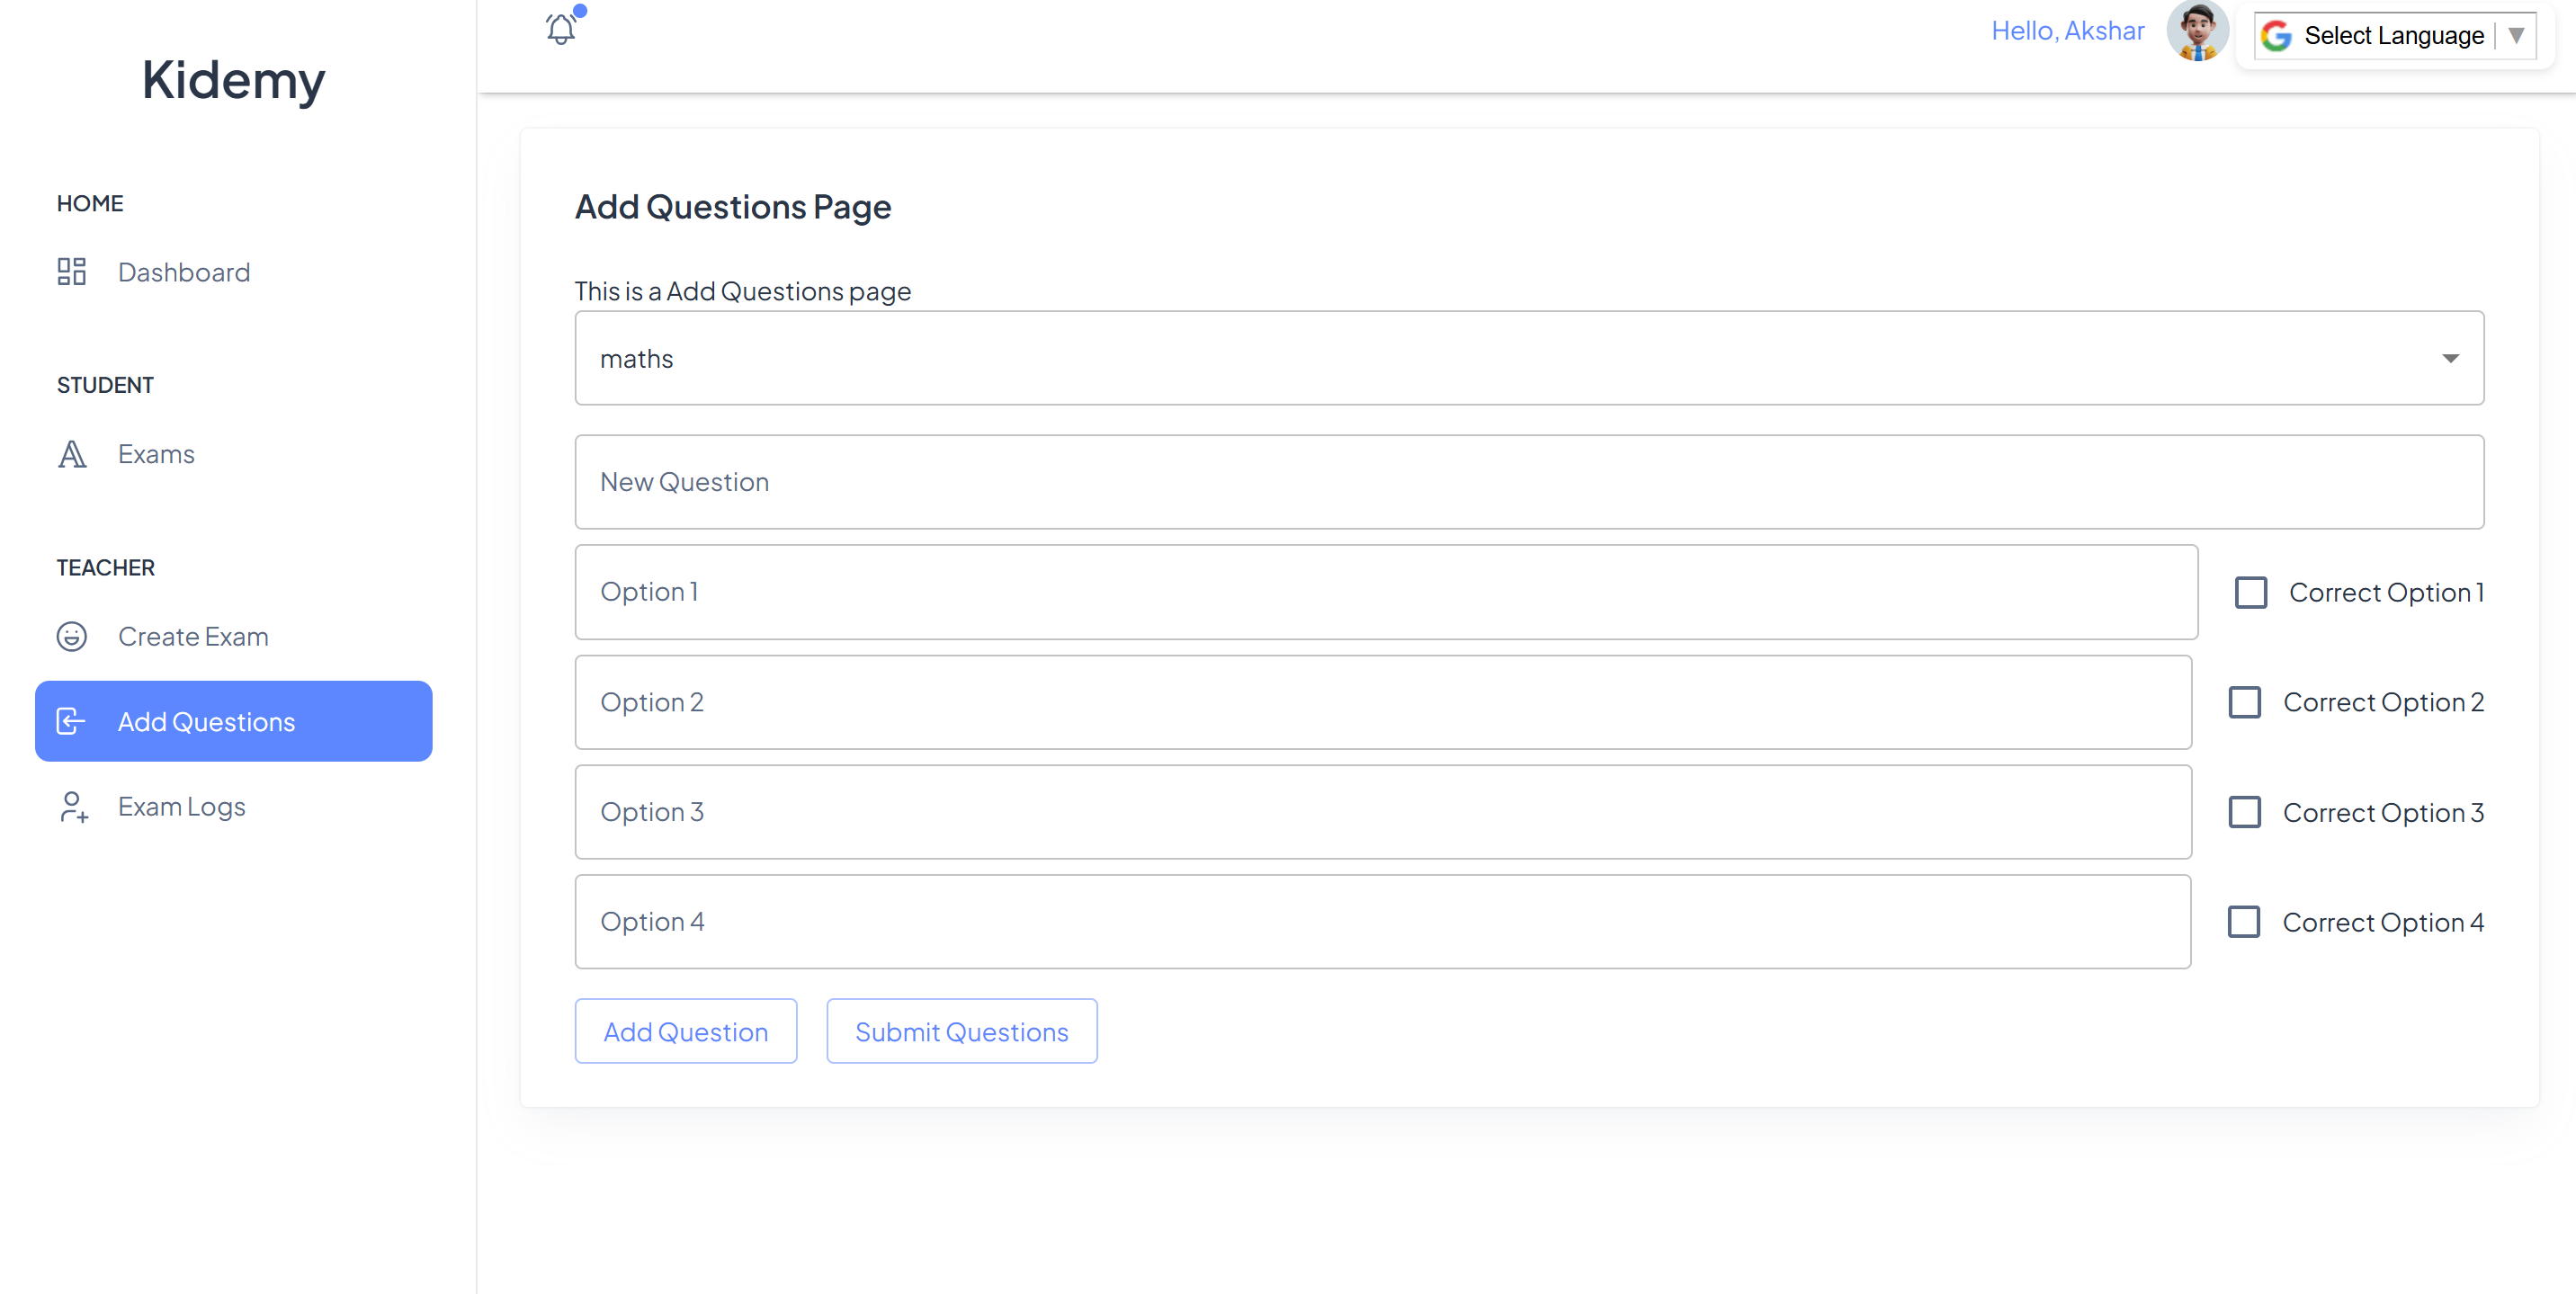 Kidemy
HOME
Dashboard
STUDENT
Exams
TEACHER
Create Exam
Add Questions
Exam Logs
Hello, Akshar
Select Language
Add Questions Page
This is a Add Questions page
maths
New Question
Option 1
Correct Option 1
Option 2
Correct Option 2
Option 3
Correct Option 3
Option 4
Correct Option 4
Add Question
Submit Questions